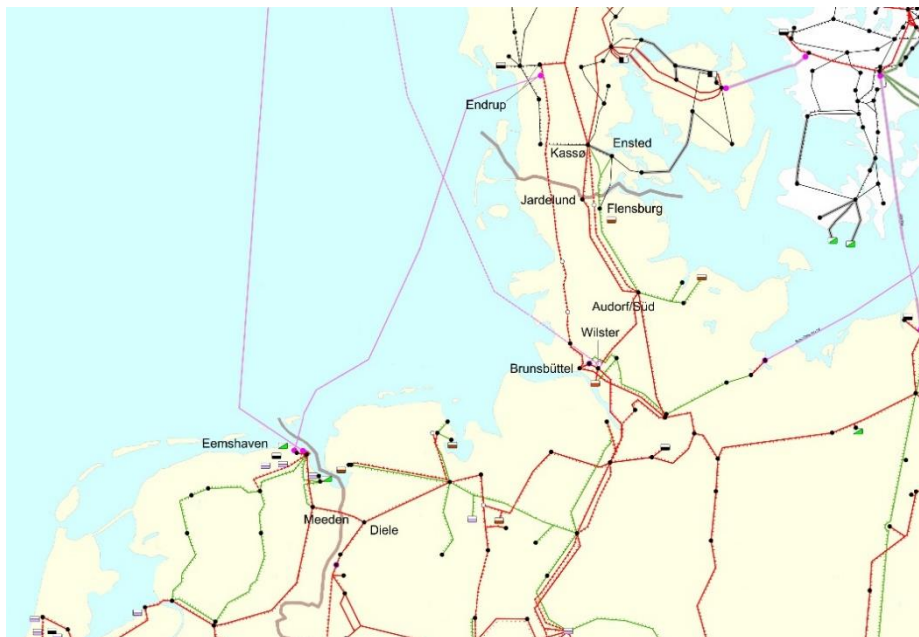 Endrup
Kassø
Ensted
Jardelund
Flensburg
Audorf/Süd
Wilster
Brunsbüttel
Eemshaven
Meeden
Diele